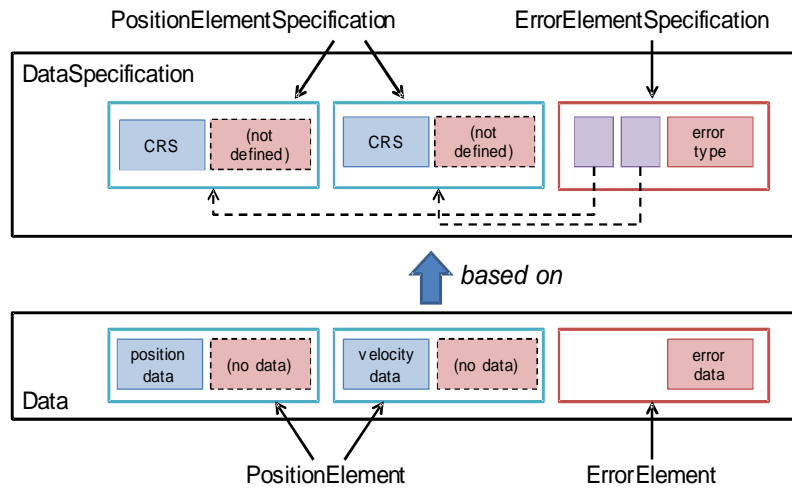 PositionElementSpecification
ErrorElementSpecification
DataSpecification
CRS
(not
defined)
CRS
(not
defined)
error
type
based on
position
data
(no data)
velocity
data
(no data)
error
data
Data
PositionElement
ErrorElement